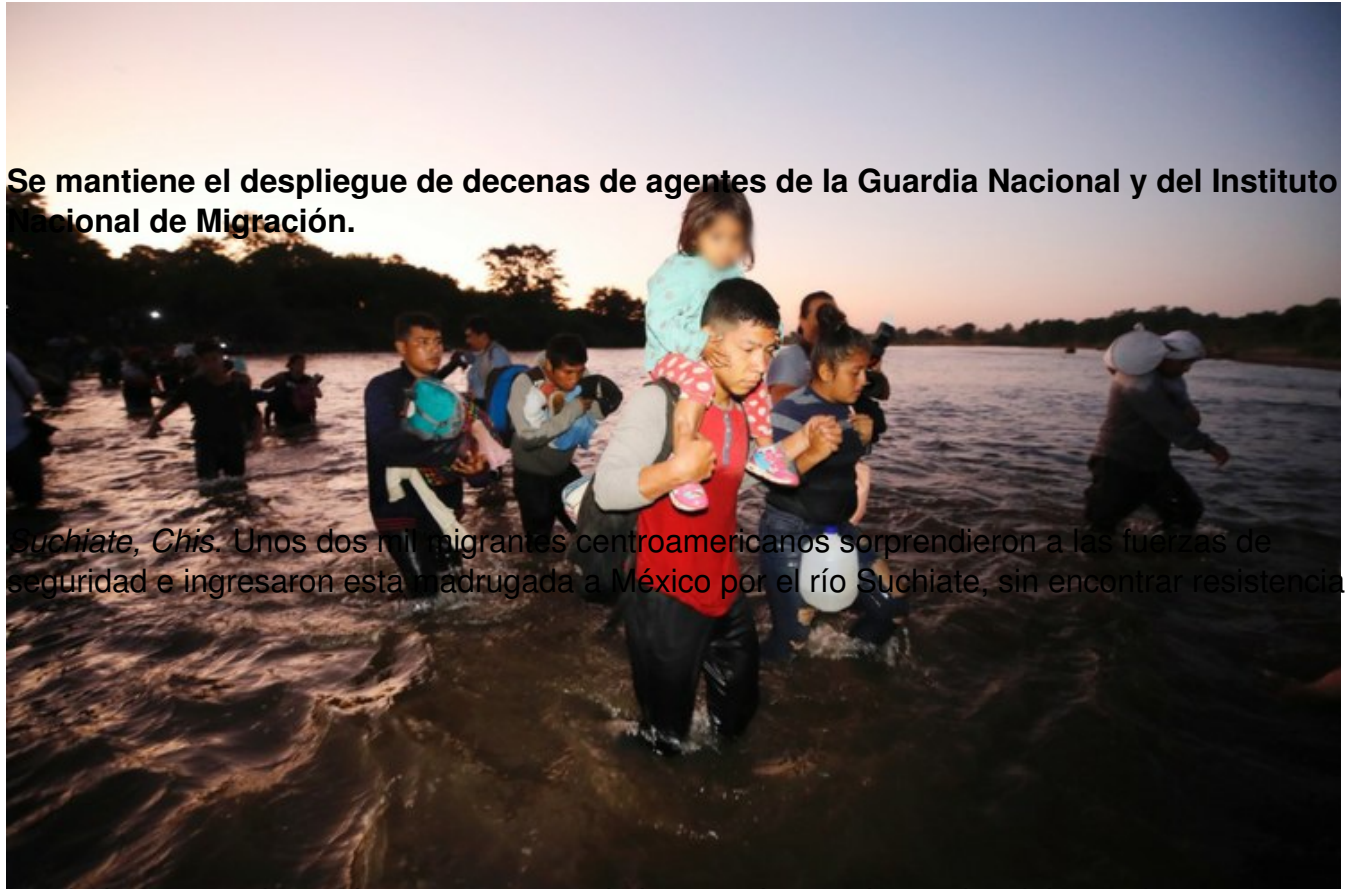 Se mantiene el despliegue de decenas de agentes de la Guardia Nacional y del Instituto
Nacional de Migración.
Suchiate, Chis. Unos dos mil migrantes centroamericanos sorprendieron a las fuerzas de
seguridad e ingresaron esta madrugada a México por el río Suchiate, sin encontrar resistencia